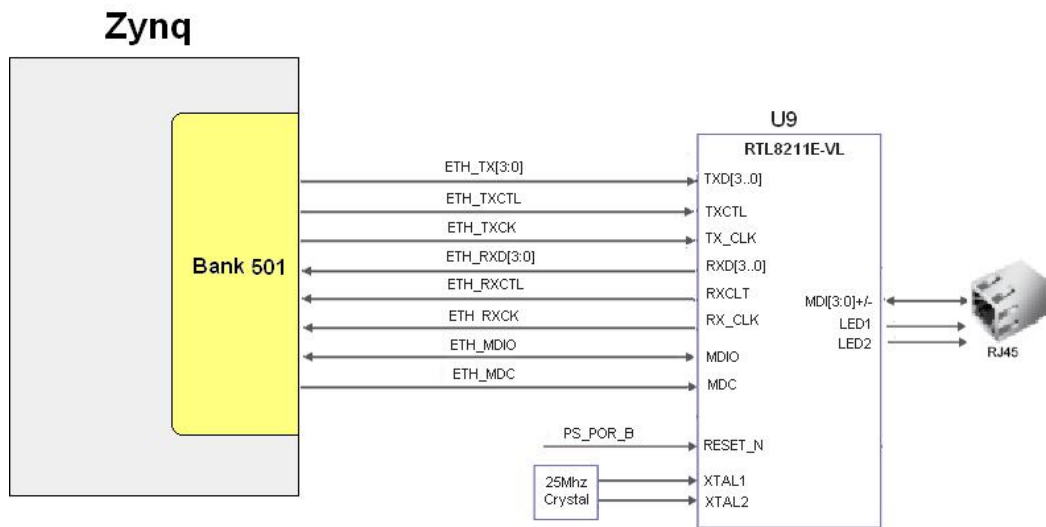 Zynq
U9
RTL8211E-VL
ETH_TX[3:0]
TXD[3..0]
ETH_TXCTL
TXCTL
ETH_TXCK
TX_CLK
Bank 501
ETH_RXD[3:0]
RXD[3..0]
ETH_RXCTL
RXCLT
MDI[3:0]+/-
ETH_RXCK
RX_CLK
LED1
LED2
RJ45
ETH_MDIO
MDIO
ETH_MDC
MDC
PS_POR_B
RESET_N
25Mhz
Crystal
XTAL1
XTAL2